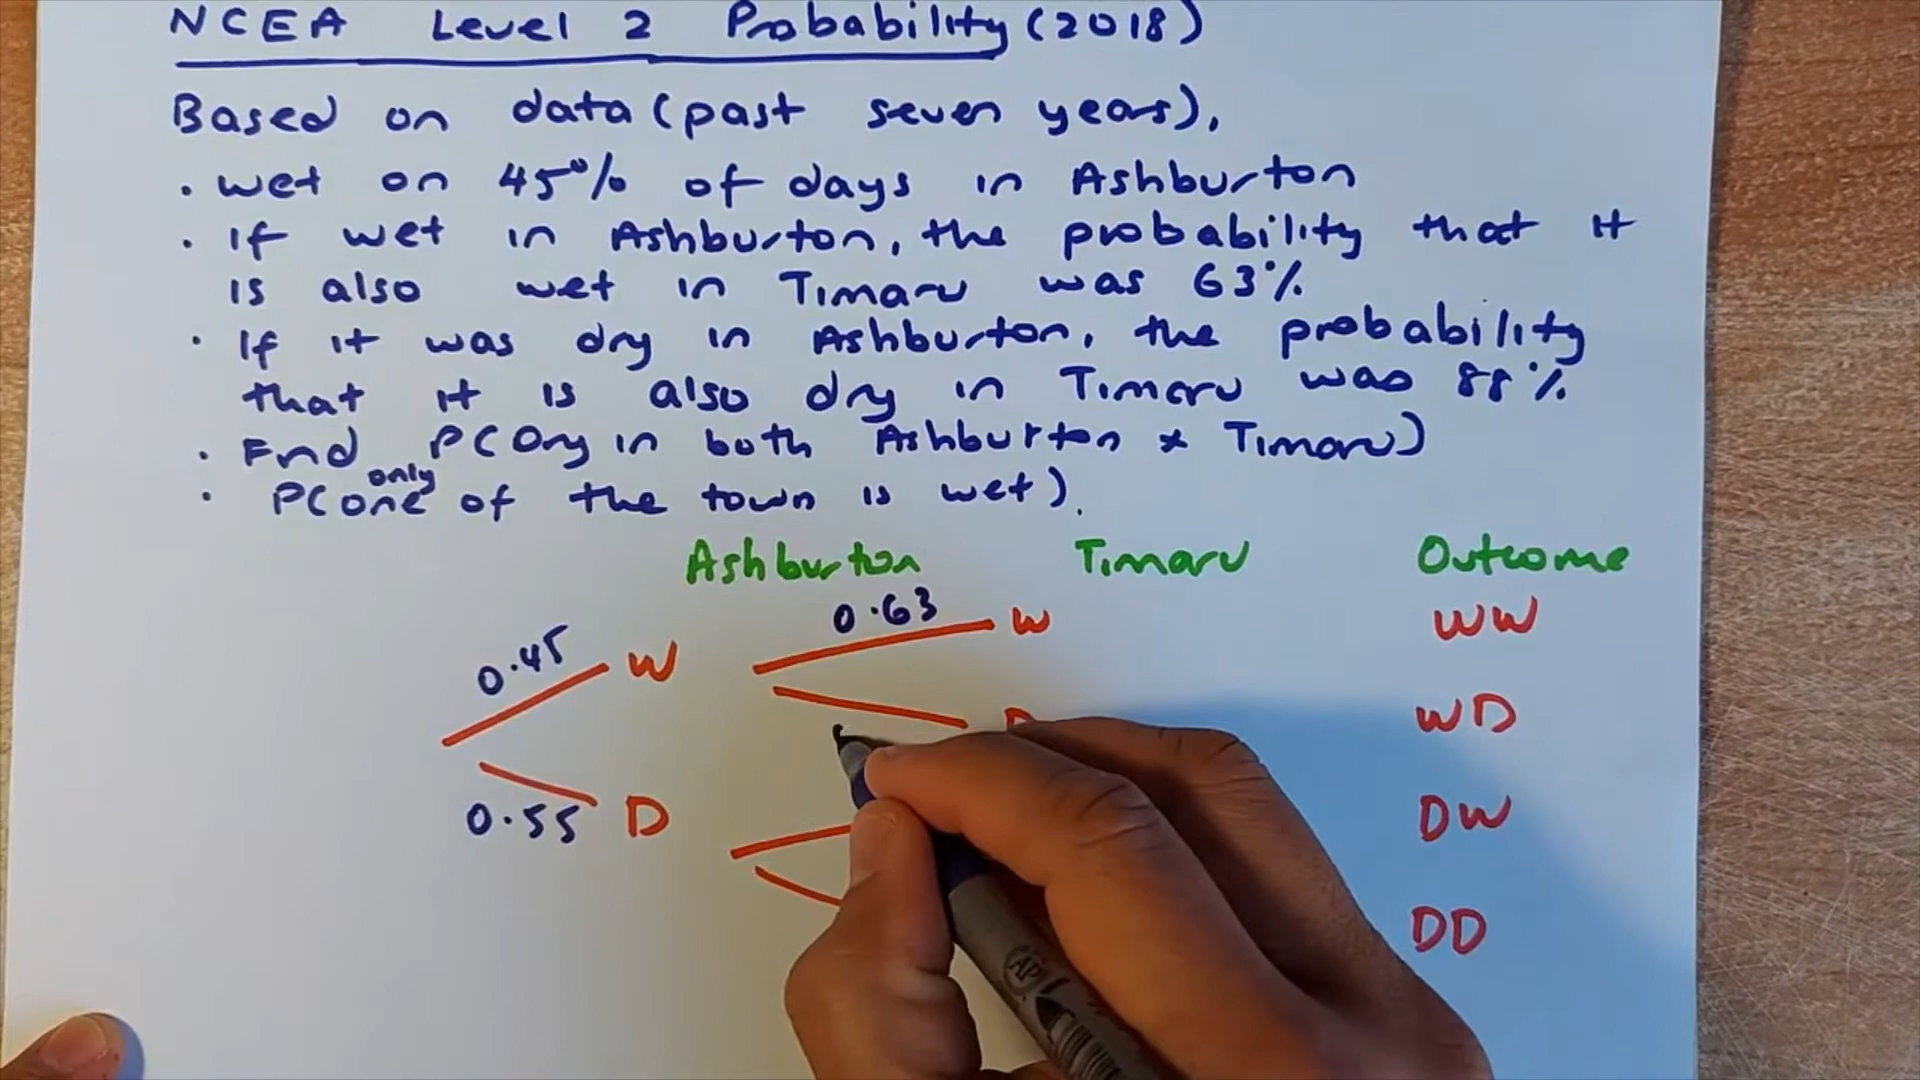 NCEA Level 2 Probability (2018)
Based on data (past seven years),
· wet on 45% of days in Ashburton
· If wet in Ashburton, the probability that it
is also wet in Timaru was 63%
· If it was dry in Ashburton, the probability
that it is also dry in Timaru was 88%
· Fnd P(Dry in both Ashburton & Timaru)
· P(only one of the town is wet).
Ashburton Timaru Outcome
0.63
W WW
0.45 W
WD
0.55 D DW
DD